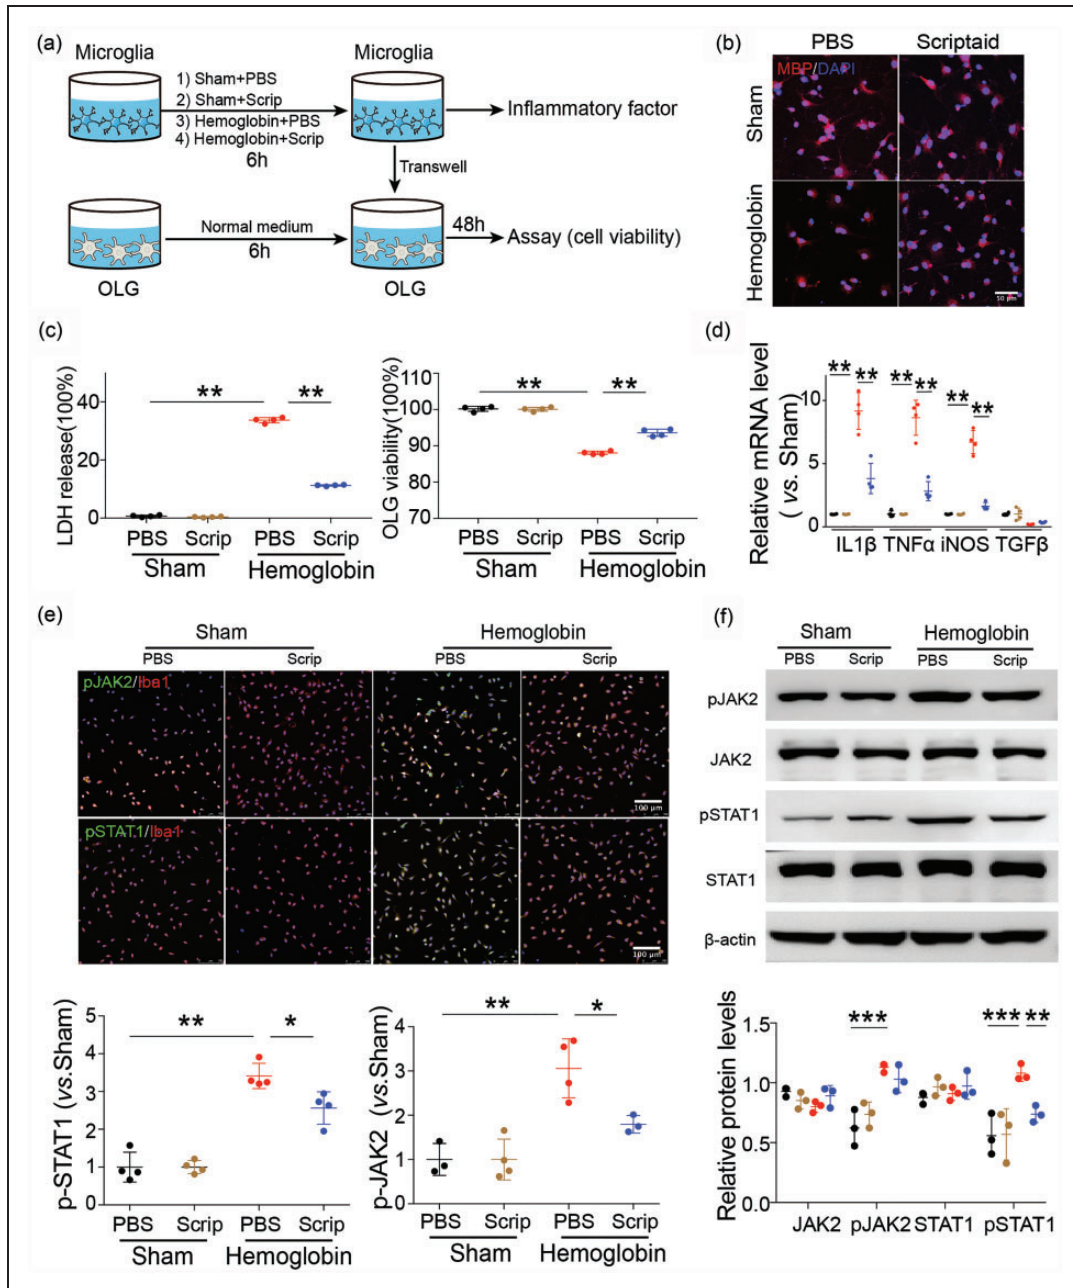 (a)
Microglia
Microglia
1) Sham+PBS
2) Sham+Scrip
3) Hemoglobin+PBS
4) Hemoglobin+Scrip
6h
Inflammatory factor
Transwell
Normal medium
6h
48h
Assay (cell viability)
OLG
OLG
(b)
PBS
Scriptaid
MBP/DAPI
Sham
Hemoglobin
50 μm
(c)
LDH release(100%)
40
20
0
**
**
PBS
Scrip
PBS
Scrip
Sham
Hemoglobin
OLG viability(100%)
110
100
90
80
70
**
**
PBS
Scrip
PBS
Scrip
Sham
Hemoglobin
(d)
Relative mRNA level
( vs. Sham)
10
5
0
**
**
**
**
**
**
IL1β
TNFα
iNOS
TGFβ
(e)
Sham
Hemoglobin
PBS
Scrip
PBS
Scrip
pJAK2/Iba1
100 μm
pSTAT1/Iba1
100 μm
p-STAT1 (vs.Sham)
5
4
3
2
1
0
**
*
PBS
Scrip
PBS
Scrip
Sham
Hemoglobin
p-JAK2 (vs.Sham)
4
3
2
1
0
**
*
PBS
Scrip
PBS
Scrip
Sham
Hemoglobin
(f)
Sham
Hemoglobin
PBS
Scrip
PBS
Scrip
pJAK2
JAK2
pSTAT1
STAT1
β-actin
Relative protein levels
1.5
1.0
0.5
0.0
***
***
**
JAK2
pJAK2
STAT1
pSTAT1